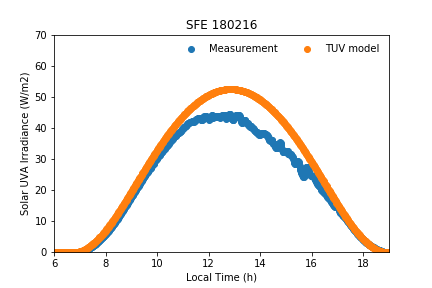 SFE 180216
Measurement TUV model
70
60
50
40
30
20
10
0
Solar UVA Irradiance (W/m2)
6 8 10 12 14 16 18
Local Time (h)